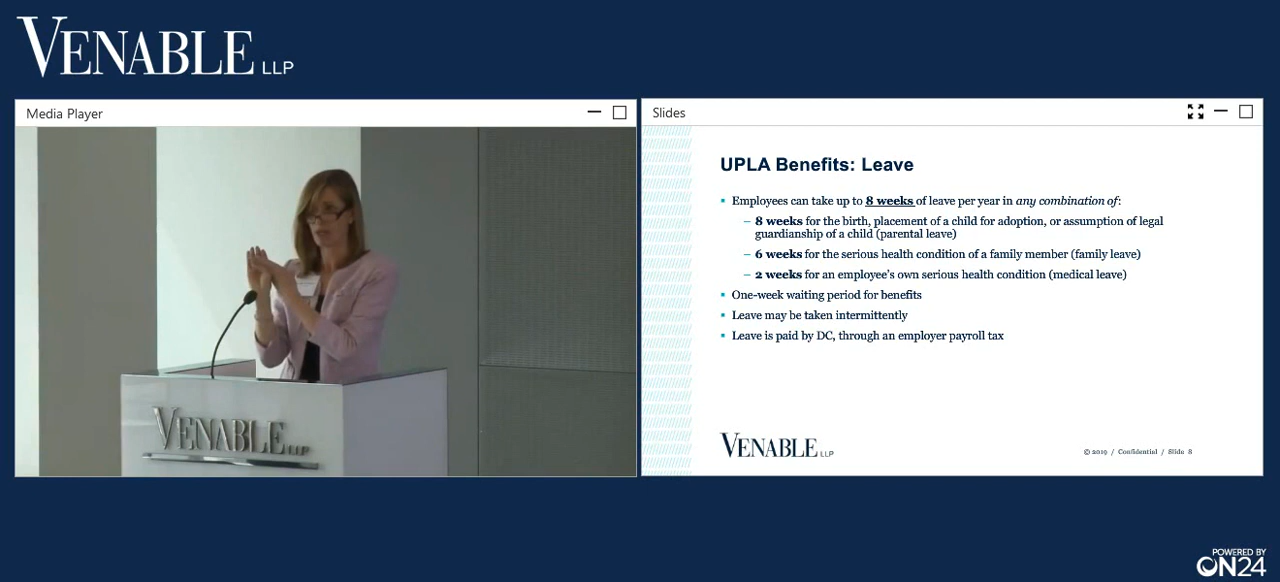 VENABLE LLP
Media Player
Slides
UPLA Benefits: Leave
▪ Employees can take up to 8 weeks of leave per year in any combination of:
– 8 weeks for the birth, placement of a child for adoption, or assumption of legal
guardianship of a child (parental leave)
– 6 weeks for the serious health condition of a family member (family leave)
– 2 weeks for an employee's own serious health condition (medical leave)
▪ One-week waiting period for benefits
▪ Leave may be taken intermittently
▪ Leave is paid by DC, through an employer payroll tax
VENABLE LLP
VENABLE LLP
© 2019 / Confidential / Slide 8
POWERED BY
ON24